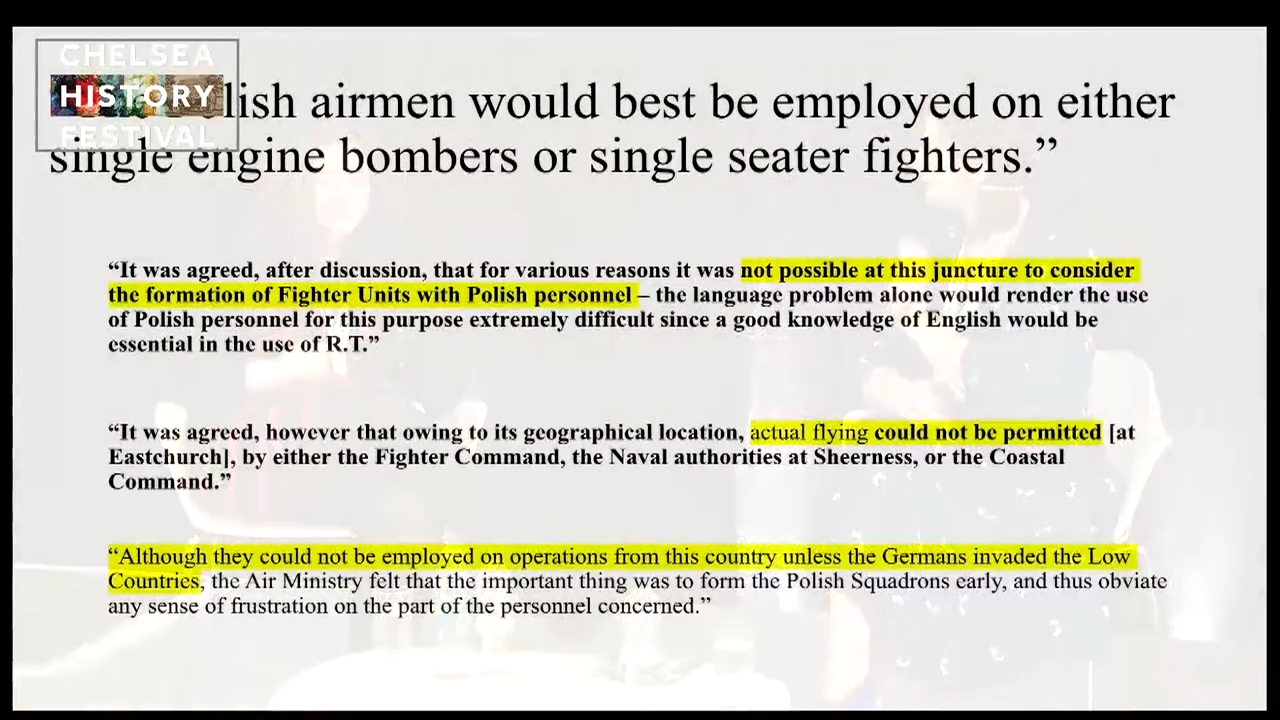 CHELSEA
HISTORY
FESTIVAL
lish airmen would best be employed on either
single engine bombers or single seater fighters.”
“It was agreed, after discussion, that for various reasons it was not possible at this juncture to consider
the formation of Fighter Units with Polish personnel – the language problem alone would render the use
of Polish personnel for this purpose extremely difficult since a good knowledge of English would be
essential in the use of R.T.”
“It was agreed, however that owing to its geographical location, actual flying could not be permitted [at
Eastchurch], by either the Fighter Command, the Naval authorities at Sheerness, or the Coastal
Command.”
“Although they could not be employed on operations from this country unless the Germans invaded the Low
Countries, the Air Ministry felt that the important thing was to form the Polish Squadrons early, and thus obviate
any sense of frustration on the part of the personnel concerned.”